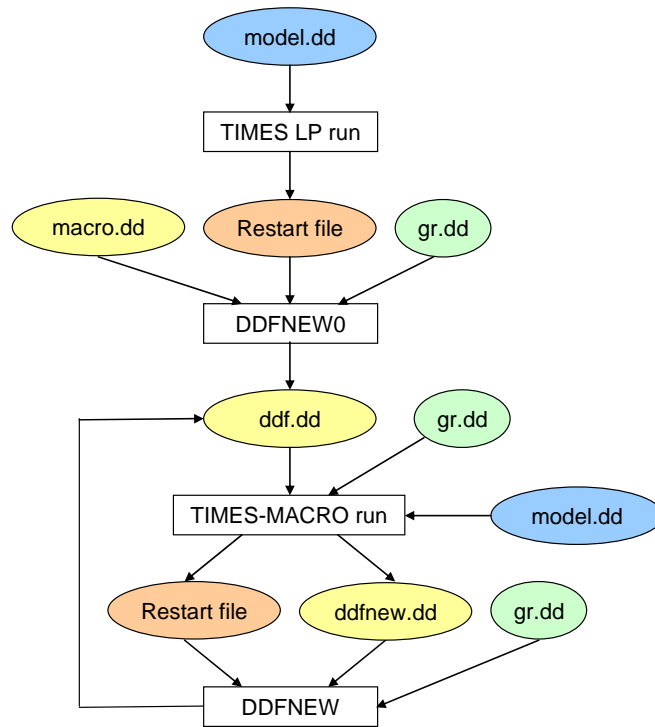 model.dd
TIMES LP run
macro.dd
Restart file
gr.dd
DDFNEW0
ddf.dd
gr.dd
TIMES-MACRO run
model.dd
Restart file
ddfnew.dd
gr.dd
DDFNEW